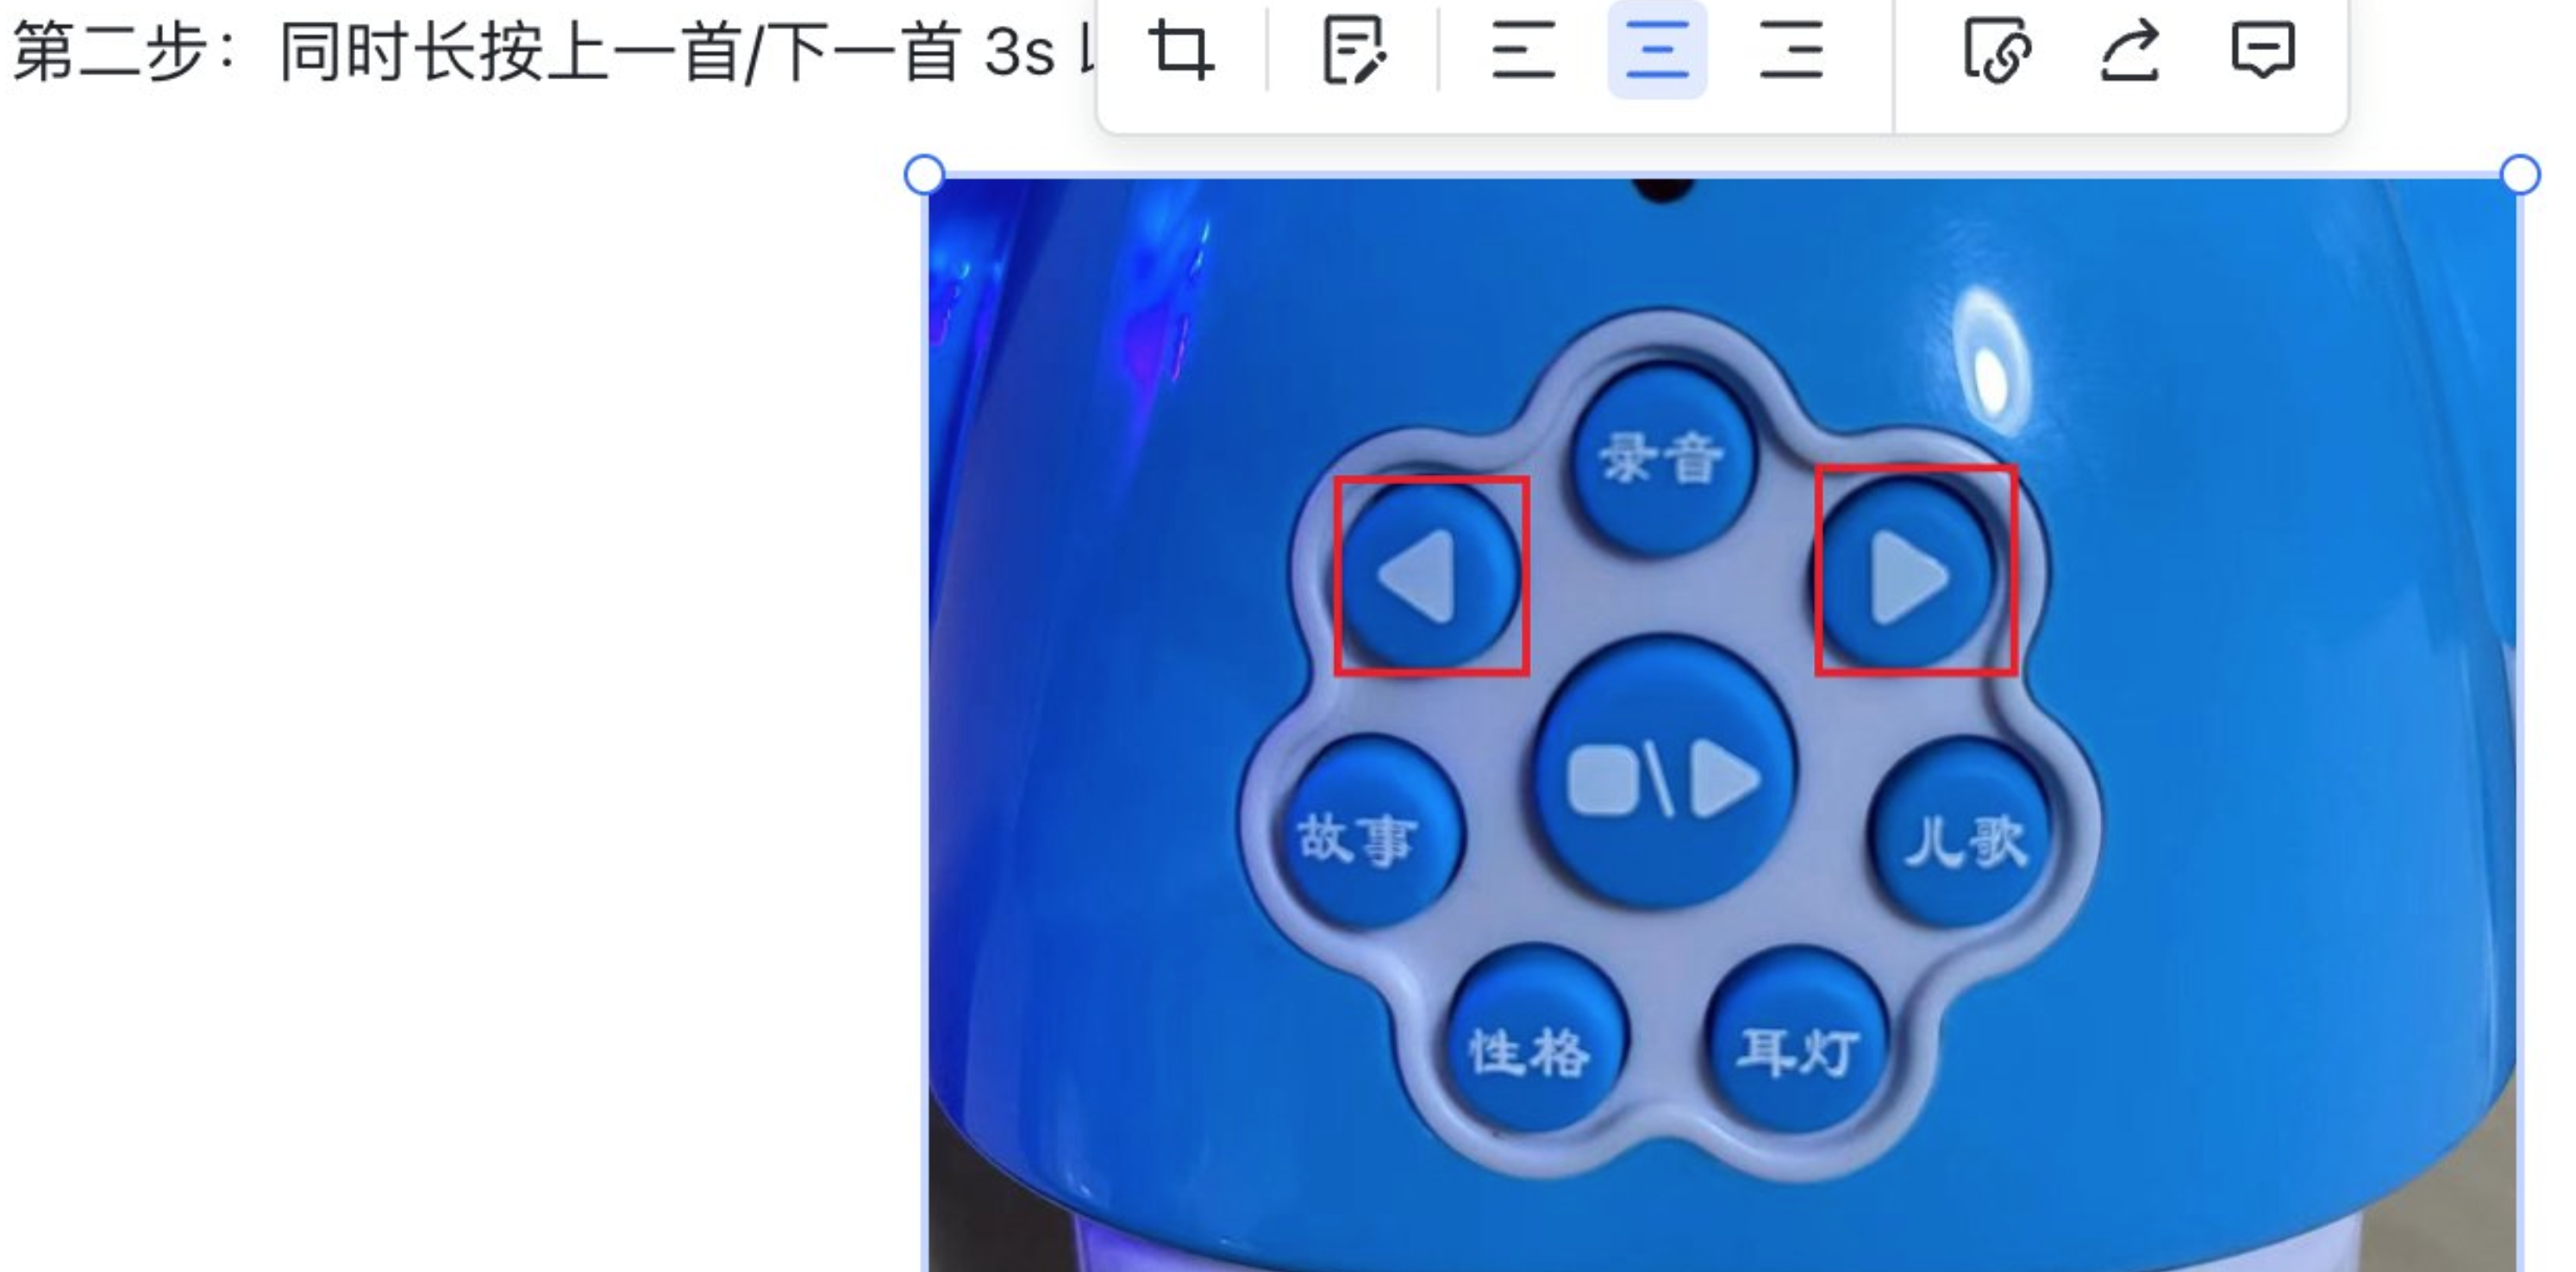 第二步：同时长按上一首/下一首 3s
录音
故事
儿歌
性格
耳灯